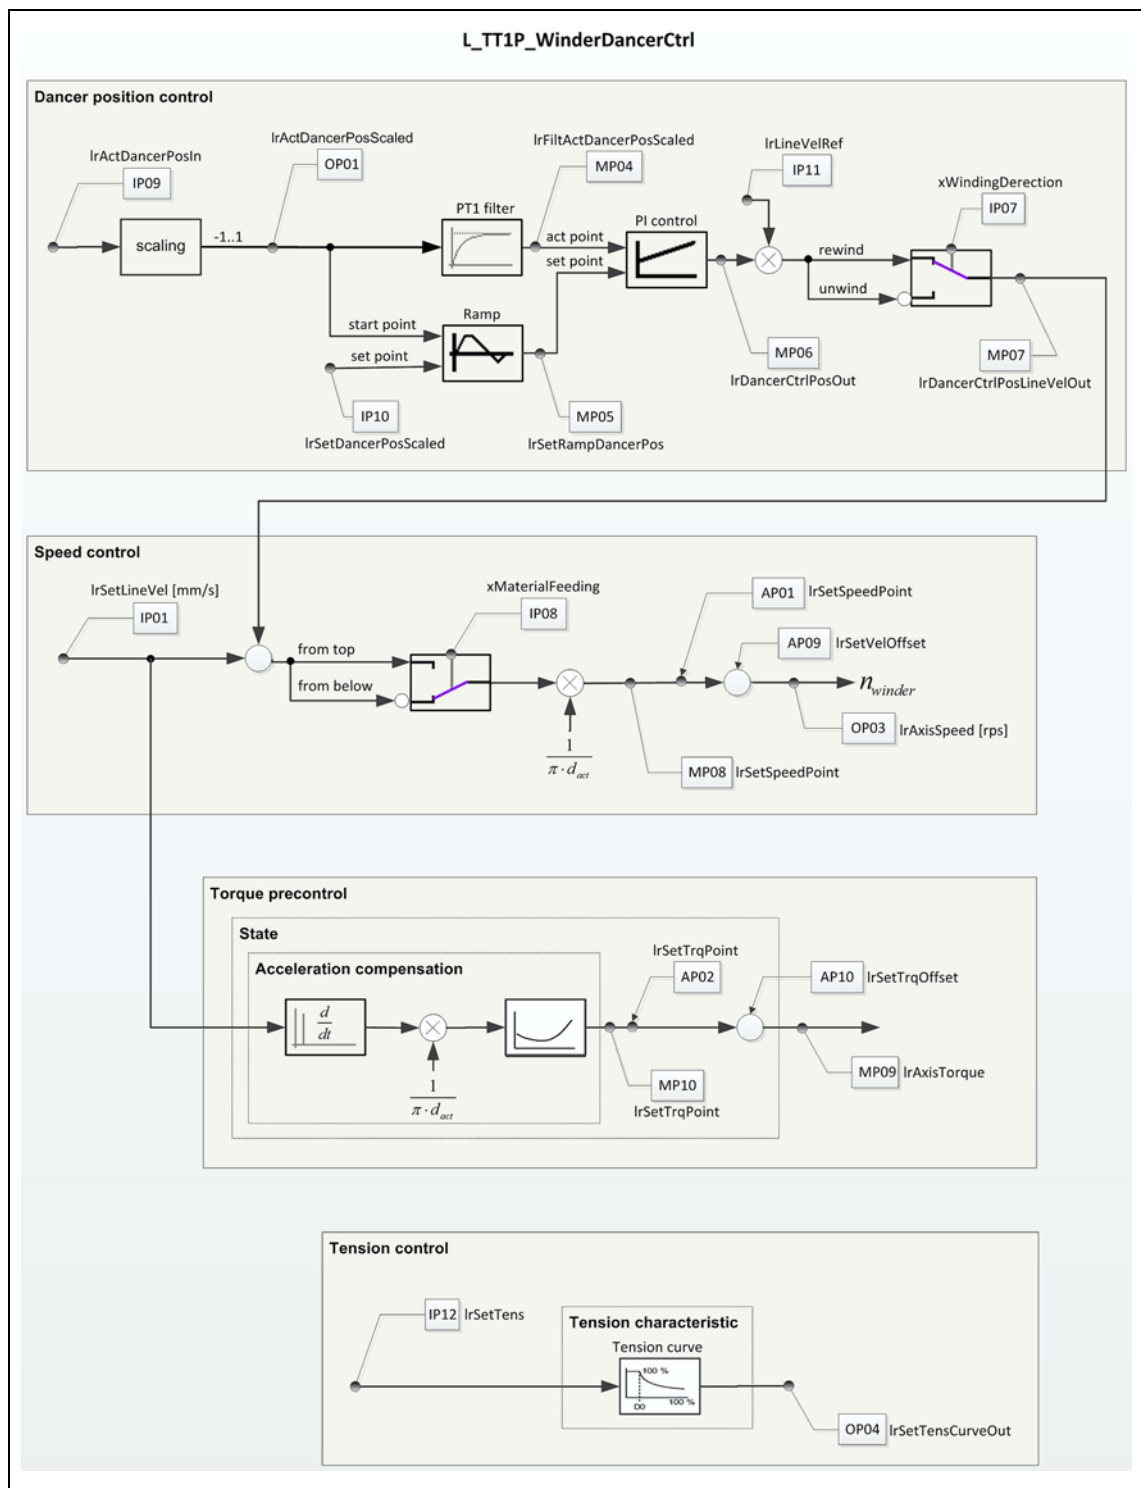 L_TT1P_WinderDancerCtrl
Dancer position control
lrActDancerPosIn
IP09
lrActDancerPosScaled
OP01
lrFiltActDancerPosScaled
MP04
lrLineVelRef
IP11
xWindingDerection
IP07
scaling
-1..1
PT1 filter
act point
set point
PI control
rewind
unwind
Ramp
start point
set point
IP10
lrSetDancerPosScaled
MP05
lrSetRampDancerPos
MP06
lrDancerCtrlPosOut
MP07
lrDancerCtrlPosLineVelOut
Speed control
lrSetLineVel [mm/s]
IP01
xMaterialFeeding
IP08
AP01 lrSetSpeedPoint
AP09 lrSetVelOffset
from top
from below
n winder
OP03 lrAxisSpeed [rps]
1
π · d act
MP08 lrSetSpeedPoint
Torque precontrol
State
Acceleration compensation
lrSetTrqPoint
AP02
AP10 lrSetTrqOffset
d
dt
1
π · d act
MP10
lrSetTrqPoint
MP09 lrAxisTorque
Tension control
IP12 lrSetTens
Tension characteristic
Tension curve
100 %
D0
100 %
OP04 lrSetTensCurveOut